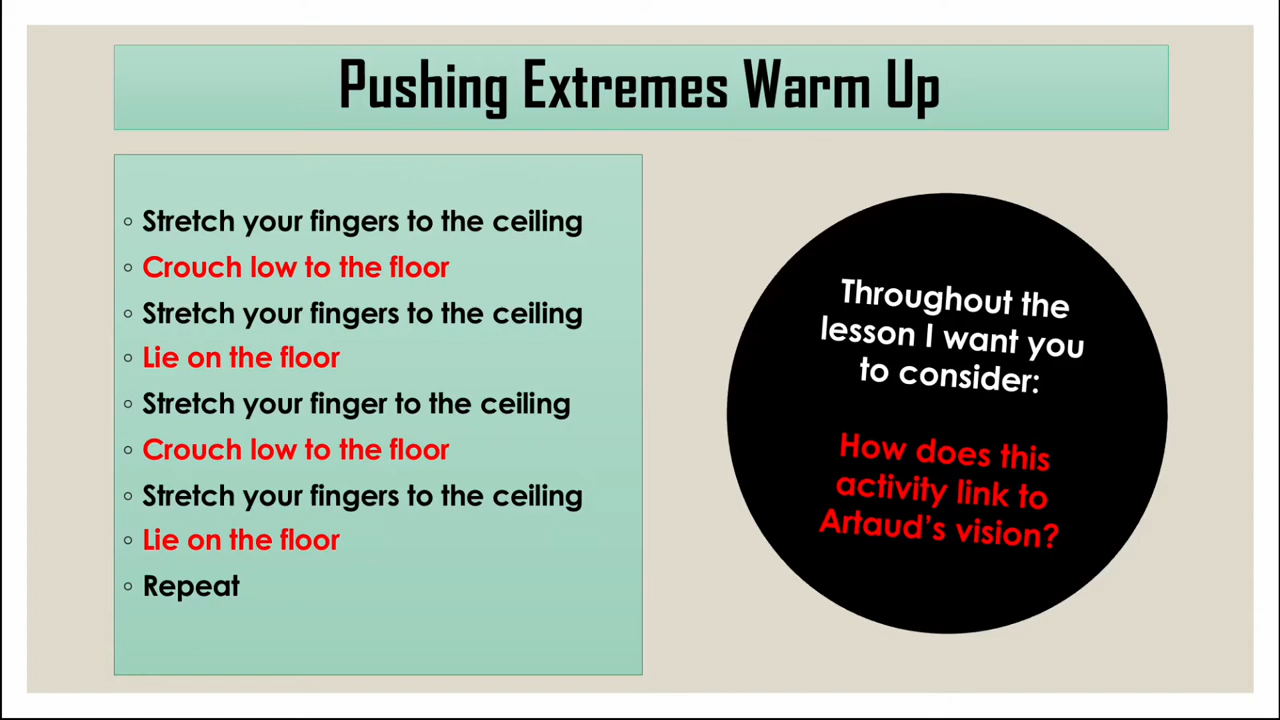 Pushing Extremes Warm Up
Stretch your fingers to the ceiling
Crouch low to the floor
Stretch your fingers to the ceiling
Lie on the floor
Stretch your finger to the ceiling
Crouch low to the floor
Stretch your fingers to the ceiling
Lie on the floor
Repeat
Throughout the
lesson I want you
to consider:
How does this
activity link to
Artaud’s vision?